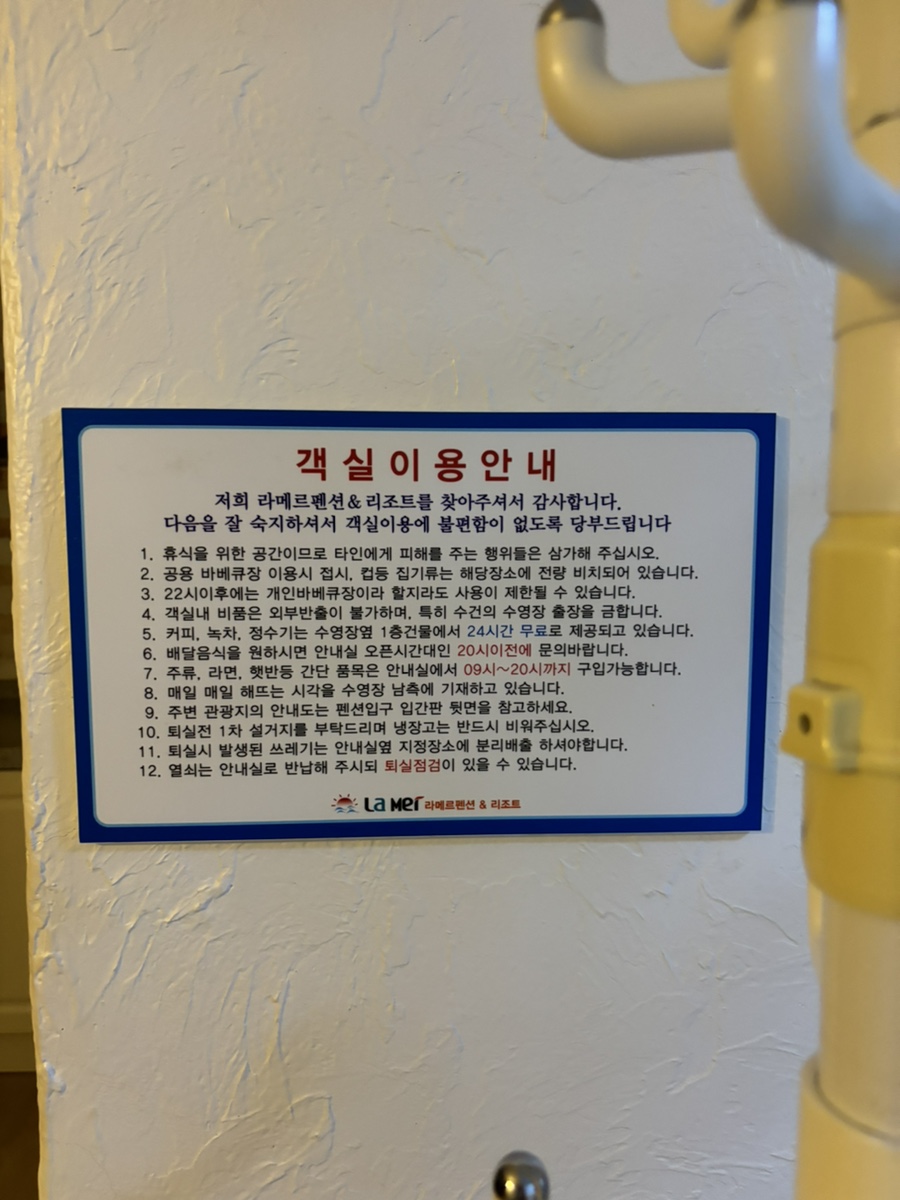 객실이용안내
저희 라메르펜션&리조트를 찾아주셔서 감사합니다.
다음을 잘 숙지하셔서 객실이용에 불편함이 없도록 당부드립니다
1. 휴식을 위한 공간이므로 타인에게 피해를 주는 행위들은 삼가해 주십시오.
2. 공용 바베큐장 이용시 접시, 컵등 집기류는 해당장소에 전량 비치되어 있습니다.
3. 22시이후에는 개인바베큐장이라 할지라도 사용이 제한될 수 있습니다.
4. 객실내 비품은 외부반출이 불가하며, 특히 수건의 수영장 출장을 금합니다.
5. 커피, 녹차, 정수기는 수영장옆 1층건물에서 24시간 무료로 제공되고 있습니다.
6. 배달음식을 원하시면 안내실 오픈시간대인 20시이전에 문의바랍니다.
7. 주류, 라면, 햇반등 간단 품목은 안내실에서 09시~20시까지 구입가능합니다.
8. 매일 매일 해뜨는 시각을 수영장 남측에 기재하고 있습니다.
9. 주변 관광지의 안내도는 펜션입구 입간판 뒷면을 참고하세요.
10. 퇴실전 1차 설거지를 부탁드리며 냉장고는 반드시 비워주십시오.
11. 퇴실시 발생된 쓰레기는 안내실옆 지정장소에 분리배출 하셔야합니다.
12. 열쇠는 안내실로 반납해 주시되 퇴실점검이 있을 수 있습니다.
La Mer 라메르펜션 & 리조트